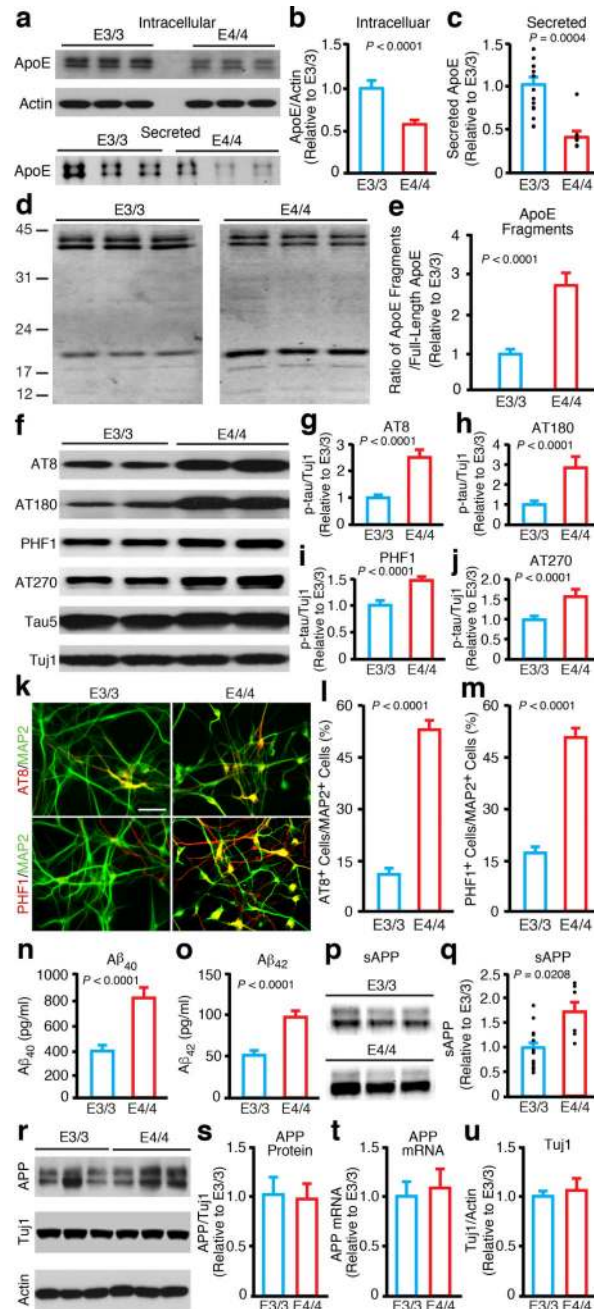 a
Intracellular
E3/3 E4/4
ApoE
Actin
Secreted
E3/3 E4/4
ApoE
b
Intracelluar
P < 0.0001
ApoE/Actin
(Relative to E3/3)
1.5
1.0
0.5
0
E3/3 E4/4
c
Secreted
P = 0.0004
Secreted ApoE
(Relative to E3/3)
1.5
1.0
0.5
0
E3/3 E4/4
d
E3/3 E4/4
45
31
24
17
12
e
ApoE
Fragments
P < 0.0001
Ratio of ApoE Fragments
/Full-Length ApoE
(Relative to E3/3)
4
3
2
1
0
E3/3 E4/4
f
E3/3 E4/4
AT8
AT180
PHF1
AT270
Tau5
Tuj1
g
AT8
P < 0.0001
p-tau/Tuj1
(Relative to E3/3)
3
2
1
0
E3/3 E4/4
h
AT180
P < 0.0001
p-tau/Tuj1
(Relative to E3/3)
4
3
2
1
0
E3/3 E4/4
i
PHF1
P < 0.0001
p-tau/Tuj1
(Relative to E3/3)
1.5
1.0
0.5
0
E3/3 E4/4
j
AT270
P < 0.0001
p-tau/Tuj1
(Relative to E3/3)
2.0
1.5
1.0
0.5
0
E3/3 E4/4
k
E3/3 E4/4
AT8/MAP2
PHF1/MAP2
l
P < 0.0001
AT8+ Cells/MAP2+ Cells (%)
60
45
30
15
0
E3/3 E4/4
m
P < 0.0001
PHF1+ Cells/MAP2+ Cells (%)
60
45
30
15
0
E3/3 E4/4
n
Aβ40
P < 0.0001
Aβ40 (pg/ml)
1000
800
600
400
200
0
E3/3 E4/4
o
Aβ42
P < 0.0001
Aβ42 (pg/ml)
150
100
50
0
E3/3 E4/4
p
sAPP
E3/3
E4/4
q
sAPP
P = 0.0208
sAPP
(Relative to E3/3)
2.5
2.0
1.5
1.0
0.5
0
E3/3 E4/4
r
E3/3 E4/4
APP
Tuj1
Actin
s
APP
Protein
APP/Tuj1
(Relative to E3/3)
1.5
1.0
0.5
0
E3/3 E4/4
t
APP
mRNA
APP mRNA
(Relative to E3/3)
1.5
1.0
0.5
0
E3/3 E4/4
u
Tuj1
Tuj1/Actin
(Relative to E3/3)
1.5
1.0
0.5
0
E3/3 E4/4